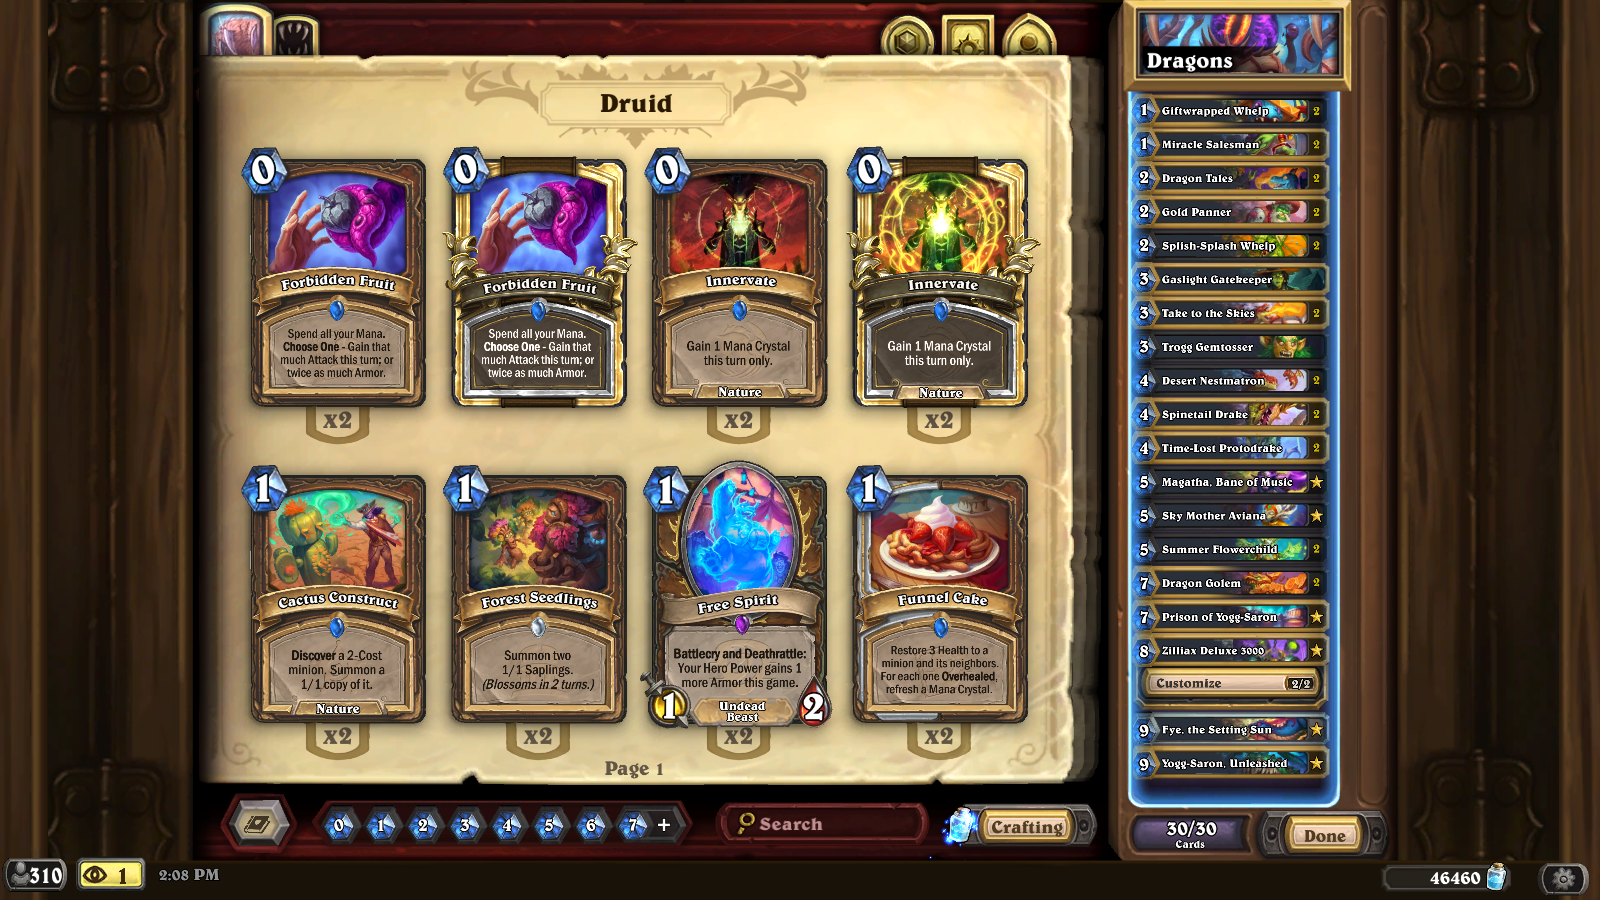 Druid
0
Forbidden Fruit
Spend all your Mana.
Choose One - Gain that
much Attack this turn; or
twice as much Armor.
x2
0
Forbidden Fruit
Spend all your Mana.
Choose One - Gain that
much Attack this turn; or
twice as much Armor.
0
Innervate
Gain 1 Mana Crystal
this turn only.
Nature
x2
0
Innervate
Gain 1 Mana Crystal
this turn only.
Nature
x2
1
Cactus Construct
Discover a 2-Cost
minion. Summon a
1/1 copy of it.
Nature
x2
1
Forest Seedlings
Summon two
1/1 Saplings.
(Blossoms in 2 turns.)
x2
1
Free Spirit
Battlecry and Deathrattle:
Your Hero Power gains 1
more Armor this game.
1
Undead
Beast
2
x2
1
Funnel Cake
Restore 3 Health to a
minion and its neighbors.
For each one Overhealed,
refresh a Mana Crystal.
x2
Page 1
0 1 2 3 4 5 6 7 +
Search
Crafting
Dragons
1 Giftwrapped Whelp 2
1 Miracle Salesman 2
2 Dragon Tales 2
2 Gold Panner 2
2 Splish-Splash Whelp 2
3 Gaslight Gatekeeper
3 Take to the Skies 2
3 Trogg Gemtosser
4 Desert Nestmatron 2
4 Spinetail Drake 2
4 Time-Lost Protodrake 2
5 Magatha, Bane of Music
5 Sky Mother Aviana
5 Summer Flowerchild 2
7 Dragon Golem 2
7 Prison of Yogg-Saron
8 Zilliax Deluxe 3000
Customize 2/2
9 Fye, the Setting Sun
9 Yogg-Saron, Unleashed
30/30
Cards
Done
310
1
2:08 PM
46460